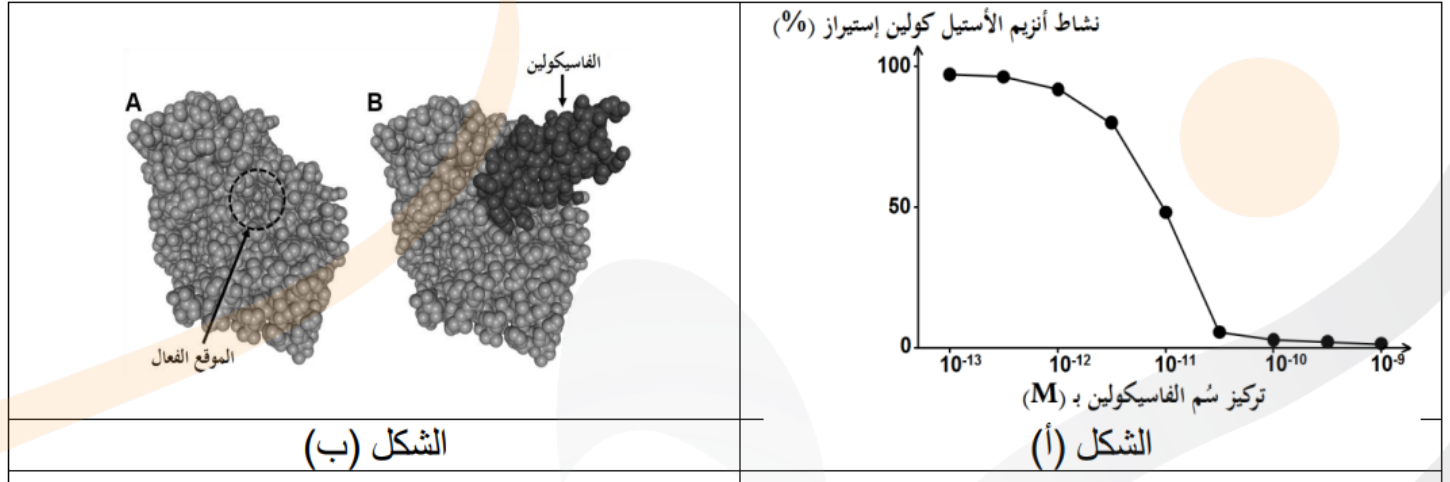 نشاط أنزيم الأستيل كولين إستيراز (%)
100
50
0
10-13
10-12
10-11
10-10
10-9
تركيز سُم الفاسيكولين بـ (M)
الشكل (أ)
الفاسيكولين
A
B
الموقع الفعال
الشكل (ب)